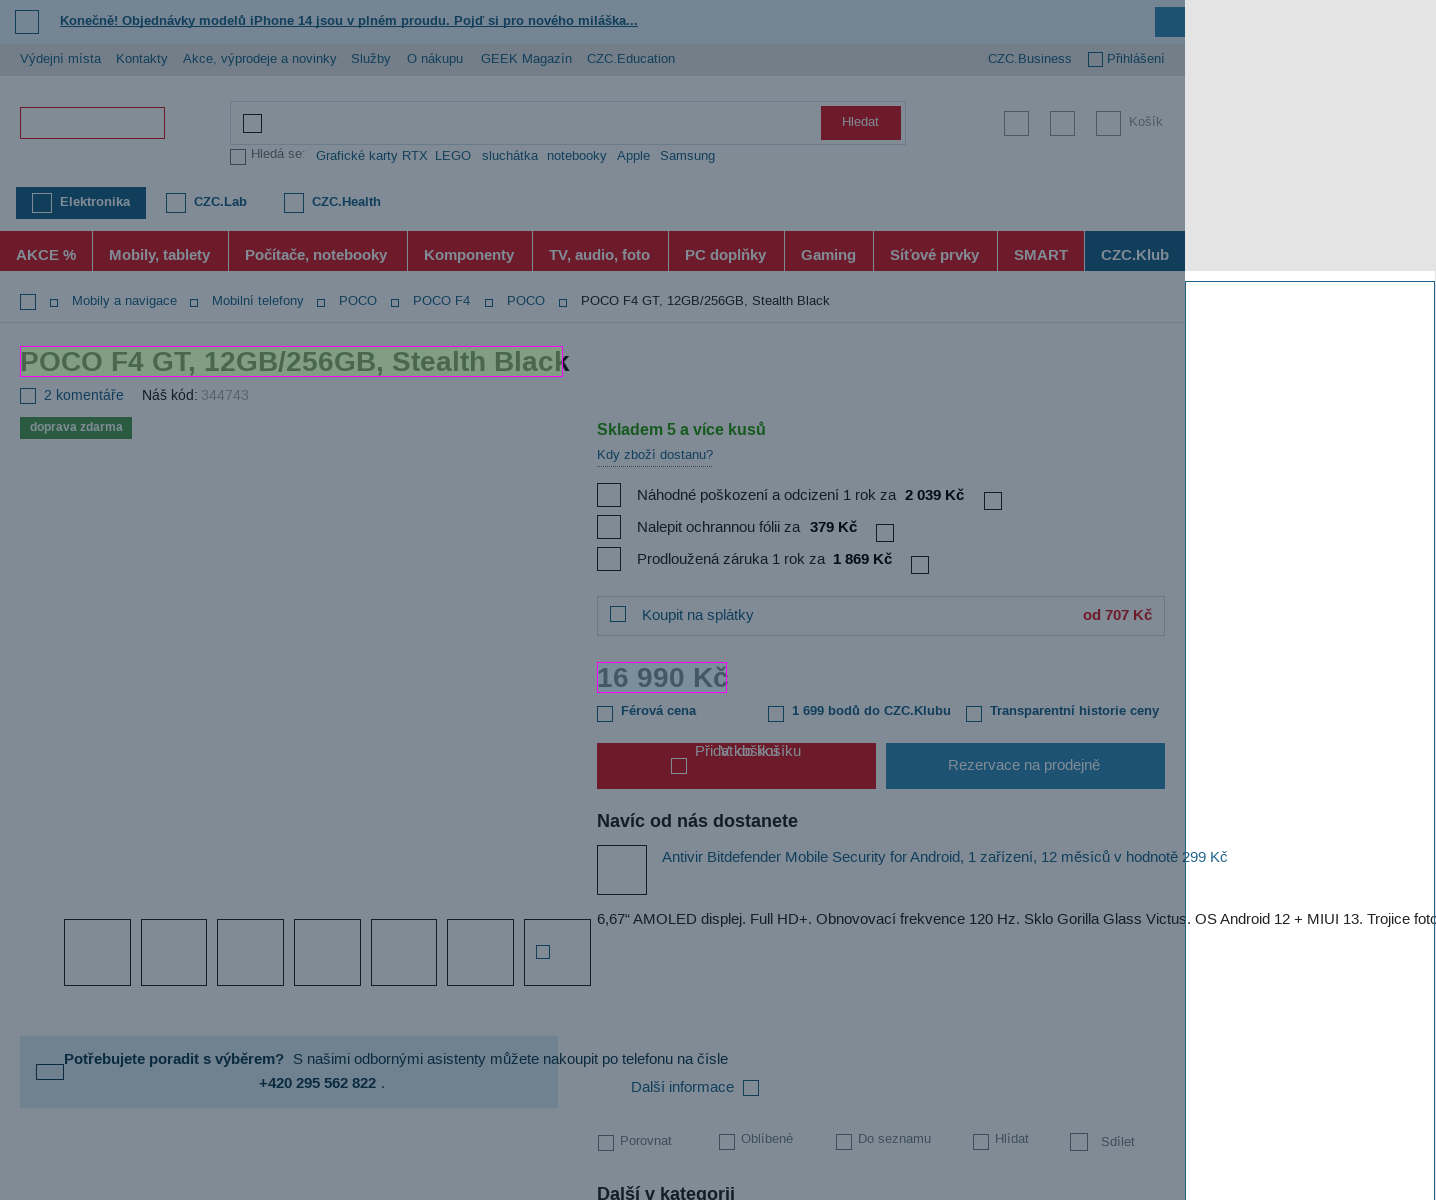 Konečně! Objednávky modelů iPhone 14 jsou v plném proudu. Pojď si pro nového miláška...
Výdejní místa Kontakty Akce, výprodeje a novinky Služby O nákupu GEEK Magazín CZC.Education CZC.Business Přihlášení
Hledat Košík
Hledá se: Grafické karty RTX LEGO sluchátka notebooky Apple Samsung
Elektronika CZC.Lab CZC.Health
AKCE % Mobily, tablety Počítače, notebooky Komponenty TV, audio, foto PC doplňky Gaming Síťové prvky SMART CZC.Klub
Mobily a navigace Mobilní telefony POCO POCO F4 POCO POCO F4 GT, 12GB/256GB, Stealth Black
POCO F4 GT, 12GB/256GB, Stealth Black
2 komentáře Náš kód: 344743
doprava zdarma
Skladem 5 a více kusů
Kdy zboží dostanu?
Náhodné poškození a odcizení 1 rok za 2 039 Kč
Nalepit ochrannou fólii za 379 Kč
Prodloužená záruka 1 rok za 1 869 Kč
Koupit na splátky od 707 Kč
16 990 Kč
Férová cena 1 699 bodů do CZC.Klubu Transparentní historie ceny
Přidat do košíku V košíku
Rezervace na prodejně
Navíc od nás dostanete
Antivir Bitdefender Mobile Security for Android, 1 zařízení, 12 měsíců v hodnotě 299 Kč
6,67“ AMOLED displej. Full HD+. Obnovovací frekvence 120 Hz. Sklo Gorilla Glass Victus. OS Android 12 + MIUI 13. Trojice foto
Potřebujete poradit s výběrem? S našimi odbornými asistenty můžete nakoupit po telefonu na čísle
+420 295 562 822 .
Další informace
Porovnat Oblíbené Do seznamu Hlídat Sdílet
Další v kategorii